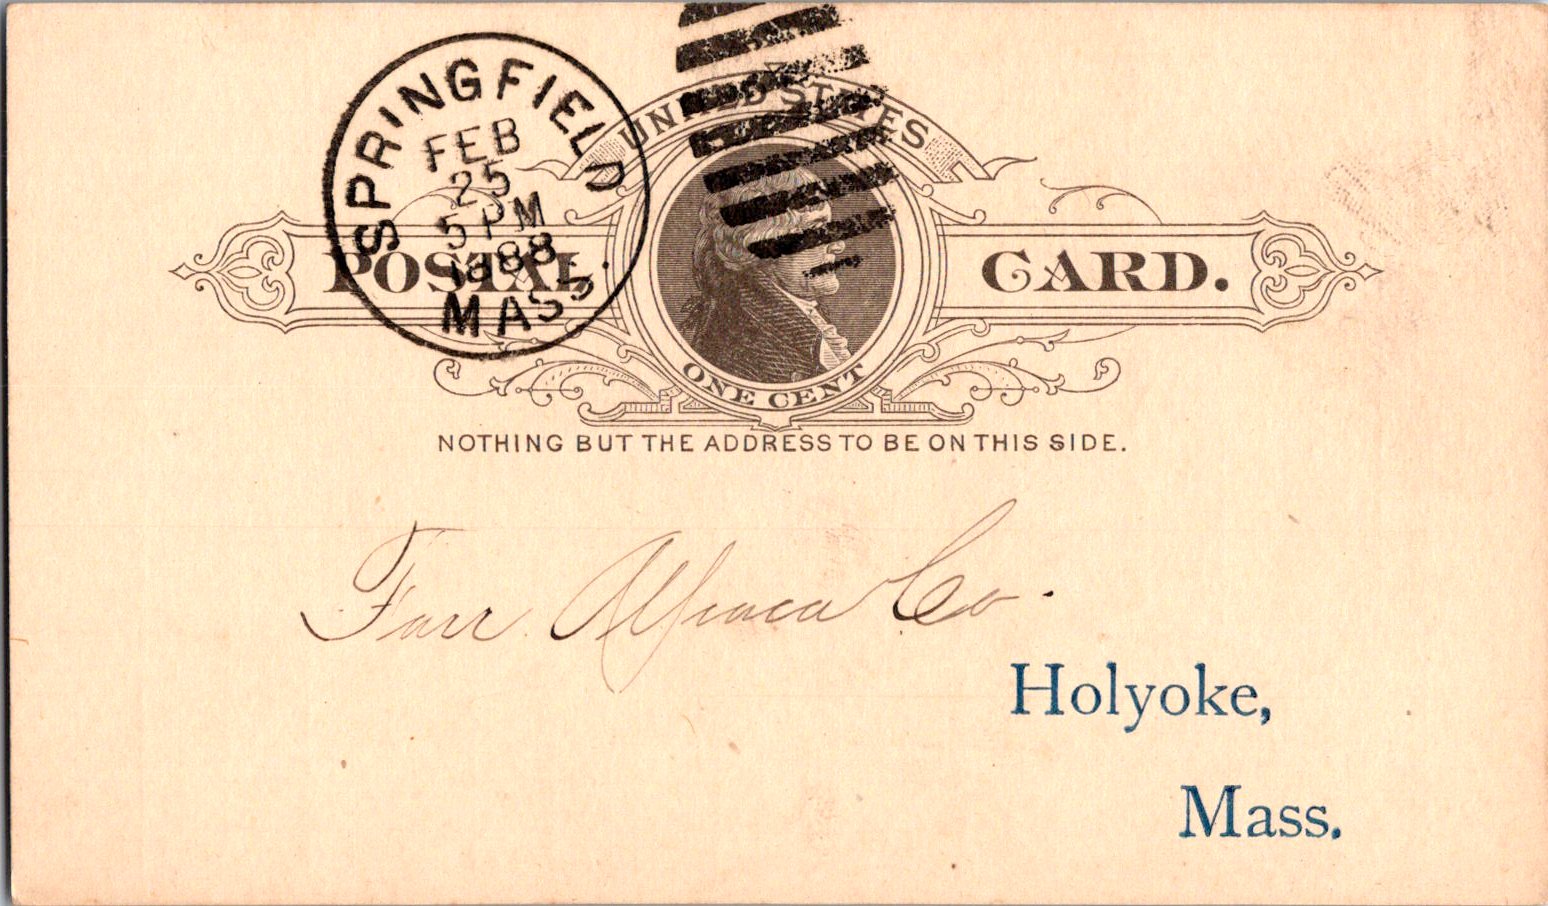 SPRINGFIELD
FEB
25
5 PM
1888
MASS.
UNITED STATES
POSTAL CARD.
ONE CENT
NOTHING BUT THE ADDRESS TO BE ON THIS SIDE.
Farr Alpaca Co.
Holyoke,
Mass.